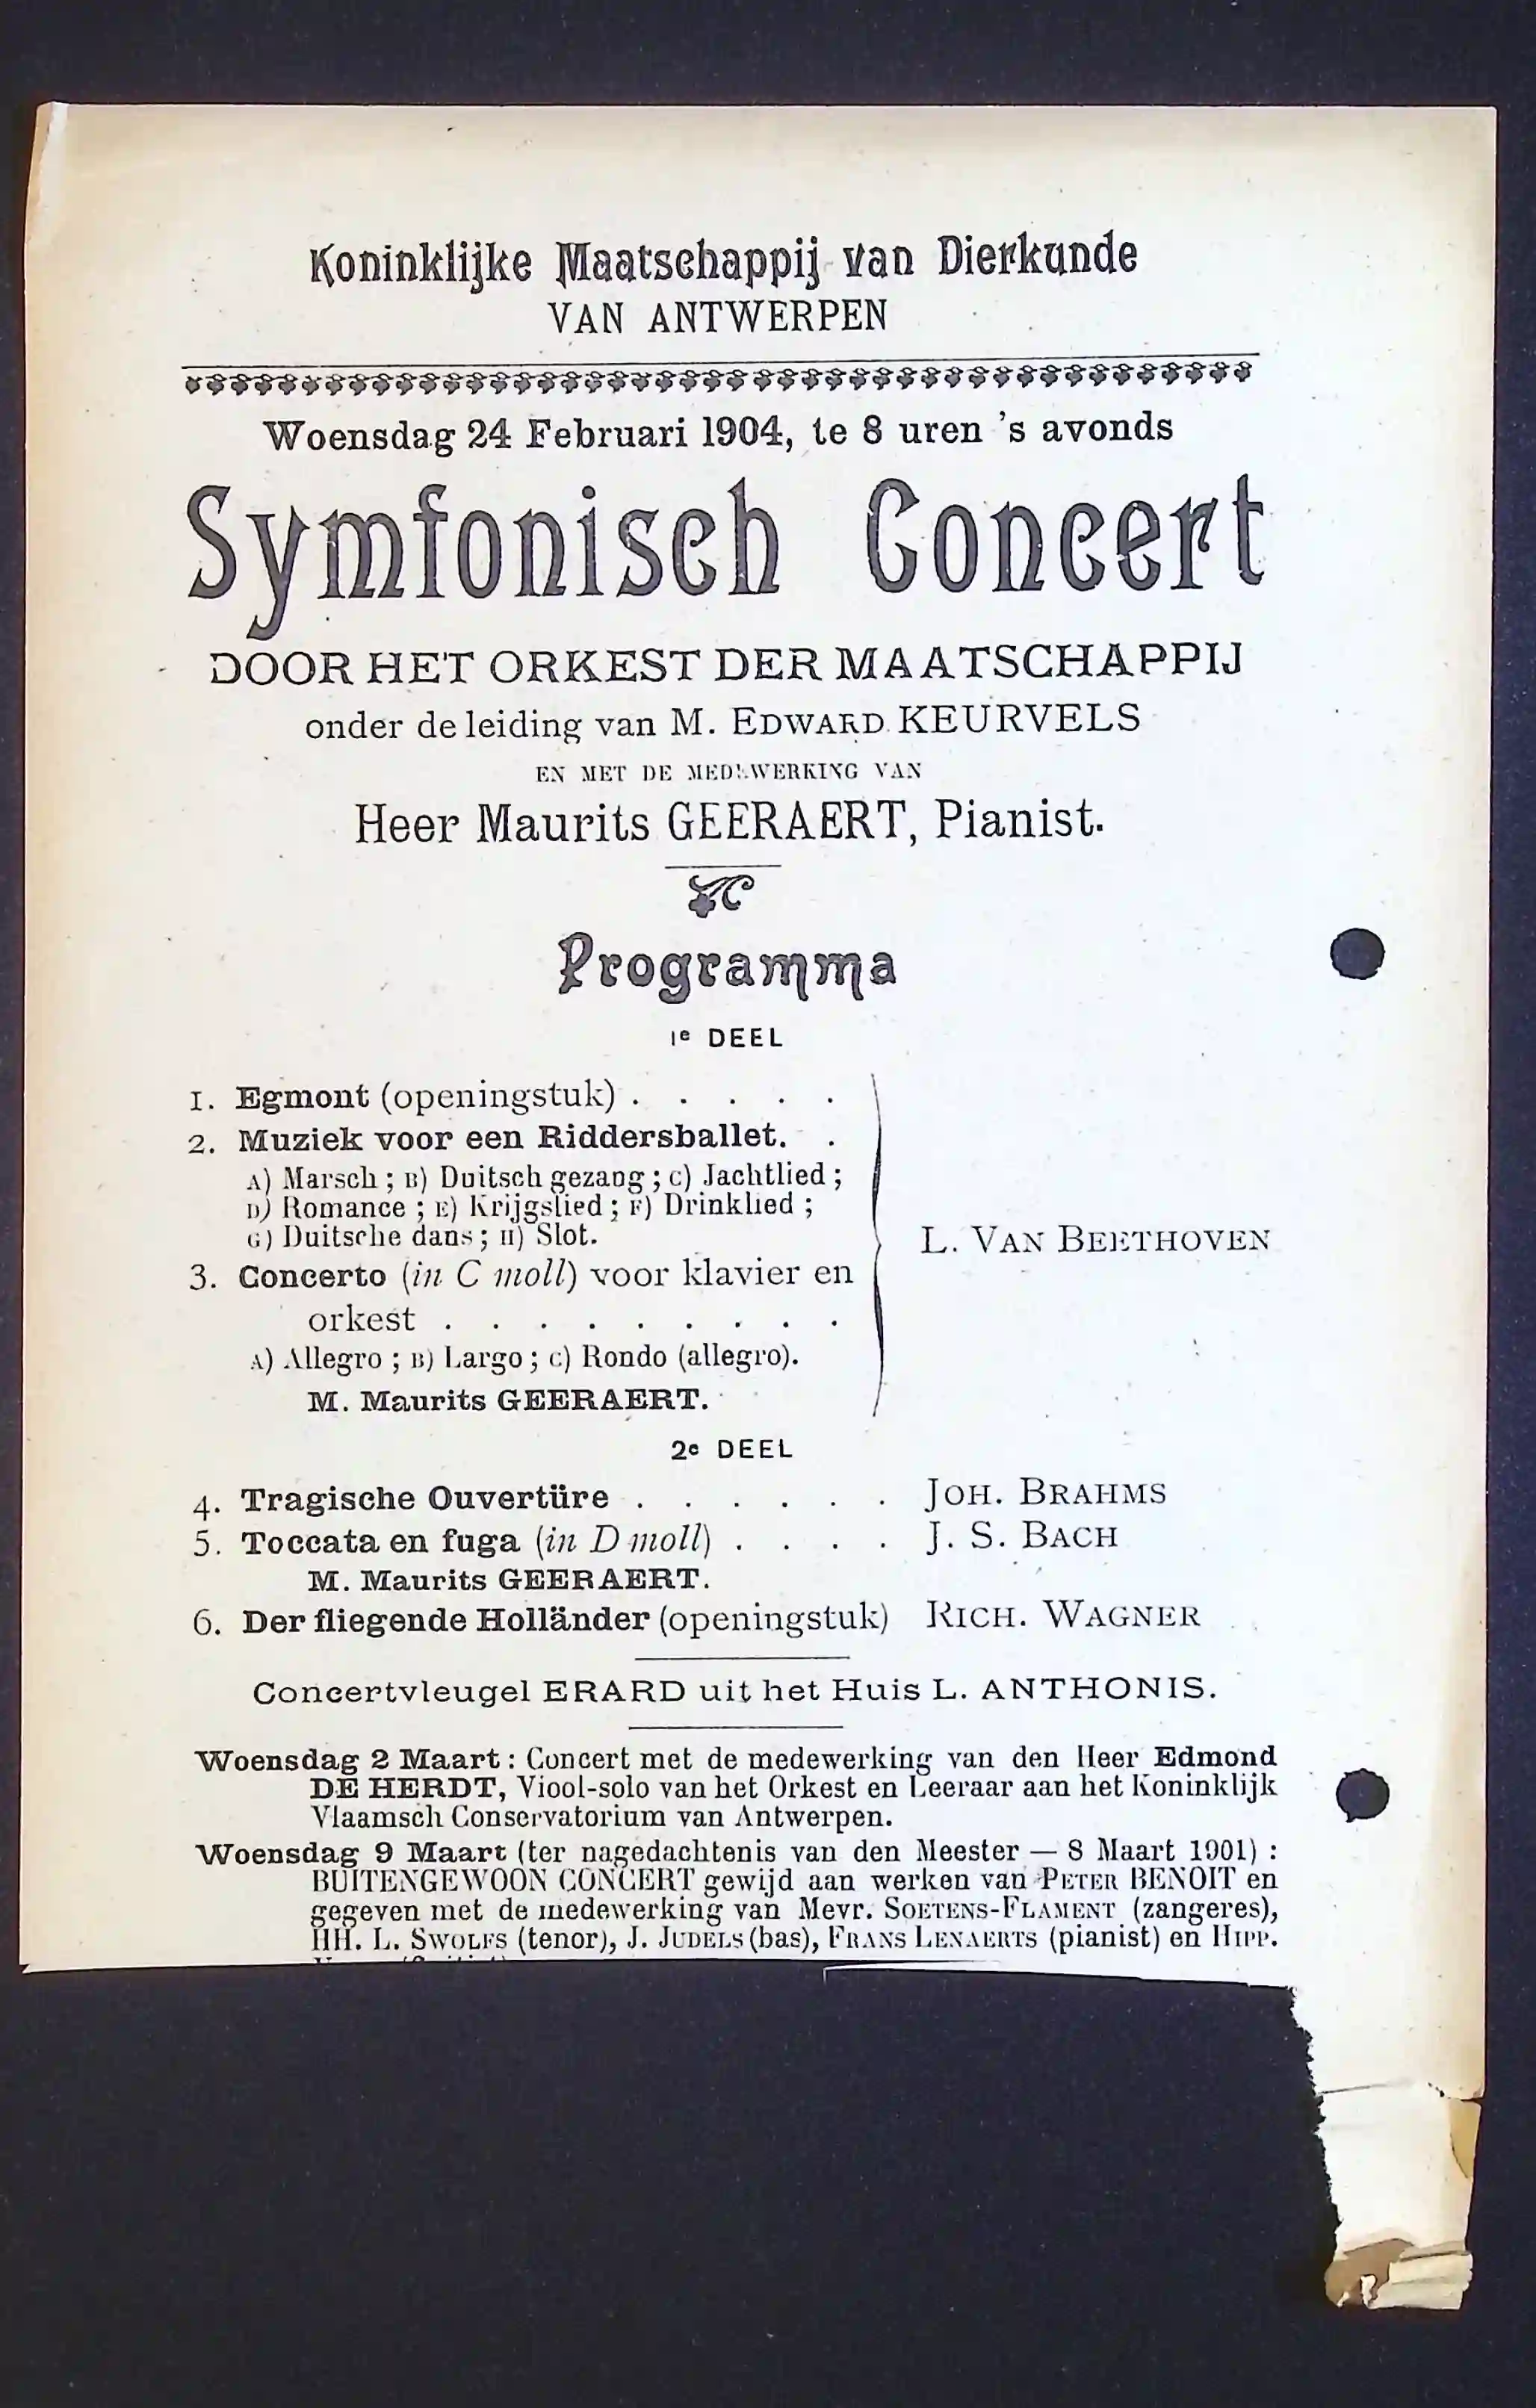 Koninklijke Maatschappij van Dierkunde
VAN ANTWERPEN
Woensdag 24 Februari 1904, te 8 uren 's avonds
Symfonisch Concert
DOOR HET ORKEST DER MAATSCHAPPIJ
onder de leiding van M. EDWARD KEURVELS
EN MET DE MEDEWERKING VAN
Heer Maurits GEERAERT, Pianist.
Programma
1e DEEL
1. Egmont (openingstuk) . . . . .
2. Muziek voor een Riddersballet. .
A) Marsch ; B) Duitsch gezang ; C) Jachtlied ;
D) Romance ; E) Krijgslied ; F) Drinklied ;
G) Duitsche dans ; H) Slot.
L. VAN BEETHOVEN
3. Concerto (in C moll) voor klavier en
orkest . . . . . . . . .
A) Allegro ; B) Largo ; C) Rondo (allegro).
M. Maurits GEERAERT.
2e DEEL
4. Tragische Ouvertüre . . . . . . JOH. BRAHMS
5. Toccata en fuga (in D moll) . . . . J. S. BACH
M. Maurits GEERAERT.
6. Der fliegende Holländer (openingstuk) RICH. WAGNER
Concertvleugel ERARD uit het Huis L. ANTHONIS.
Woensdag 2 Maart : Concert met de medewerking van den Heer Edmond
DE HERDT, Viool-solo van het Orkest en Leeraar aan het Koninklijk
Vlaamsch Conservatorium van Antwerpen.
Woensdag 9 Maart (ter nagedachtenis van den Meester — 8 Maart 1901) :
BUITENGEWOON CONCERT gewijd aan werken van PETER BENOIT en
gegeven met de medewerking van Mevr. SOETENS-FLAMENT (zangeres),
HH. L. SWOLFS (tenor), J. JUDELS (bas), FRANS LENAERTS (pianist) en HIPP.